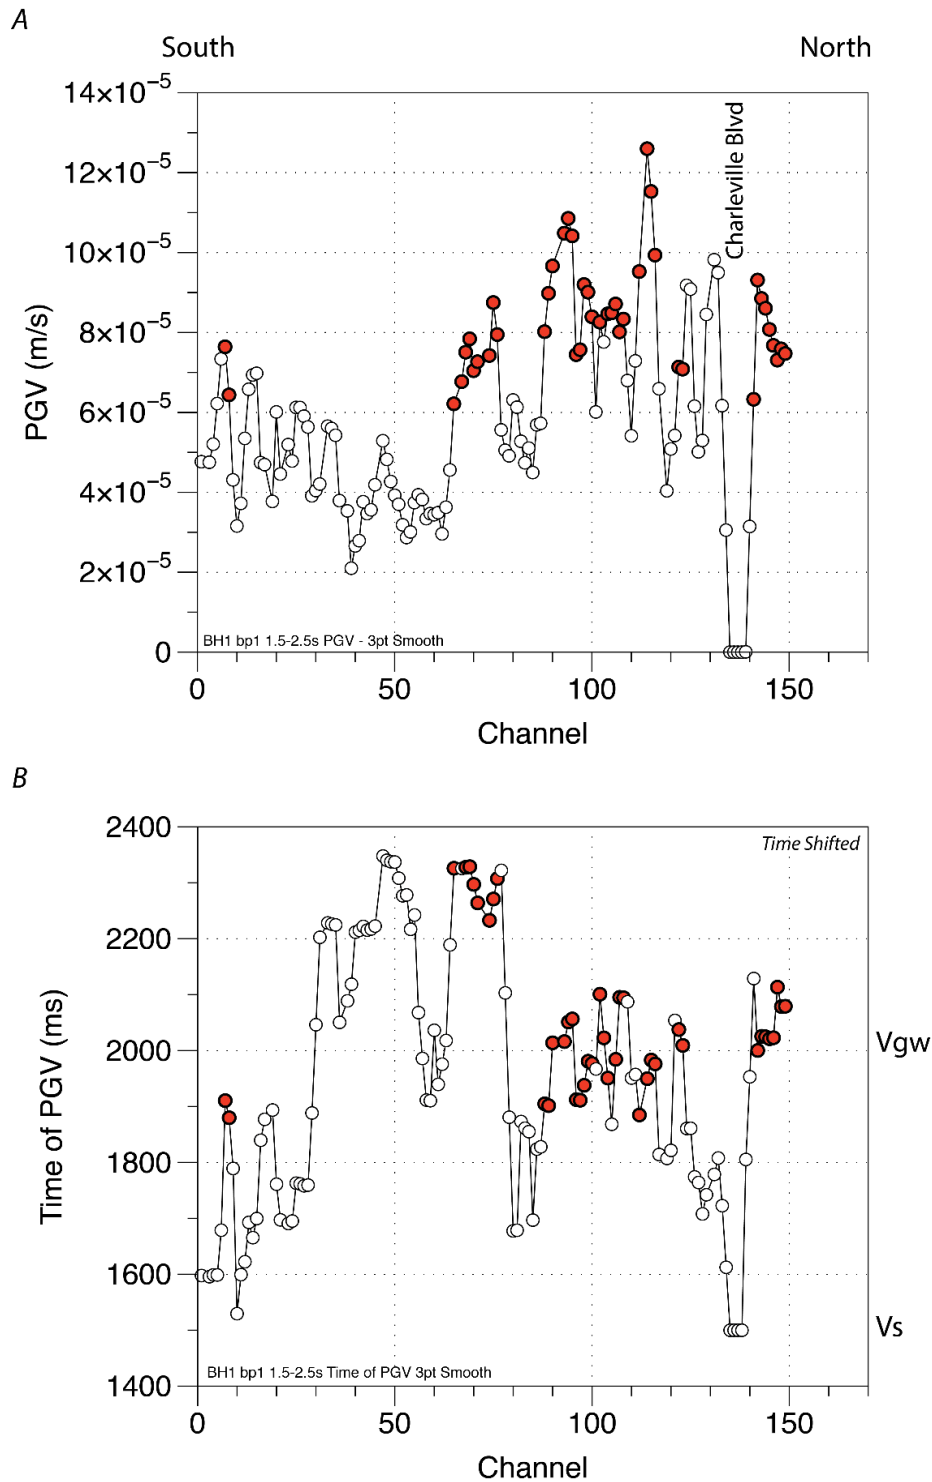 A
South North
14×10⁻⁵
12×10⁻⁵
10×10⁻⁵
8×10⁻⁵
6×10⁻⁵
4×10⁻⁵
2×10⁻⁵
0
PGV (m/s)
Charleville Blvd
BH1 bp1 1.5-2.5s PGV - 3pt Smooth
0 50 100 150
Channel
B
2400
2200
2000
1800
1600
1400
Time of PGV (ms)
Time Shifted
Vgw
Vs
BH1 bp1 1.5-2.5s Time of PGV 3pt Smooth
0 50 100 150
Channel